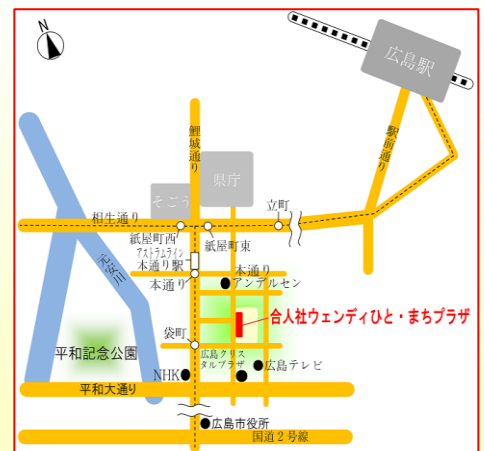 N
広島駅
鯉城通り
駅前通り
県庁
そごう
立町
相生通り
紙屋町西
紙屋町東
アストラムライン
本通り駅
本通り
本通り
アンデルセン
元安川
合人社ウェンディひと・まちプラザ
袋町
平和記念公園
広島クリス
タルプラザ
広島テレビ
NHK
平和大通り
広島市役所
国道2号線